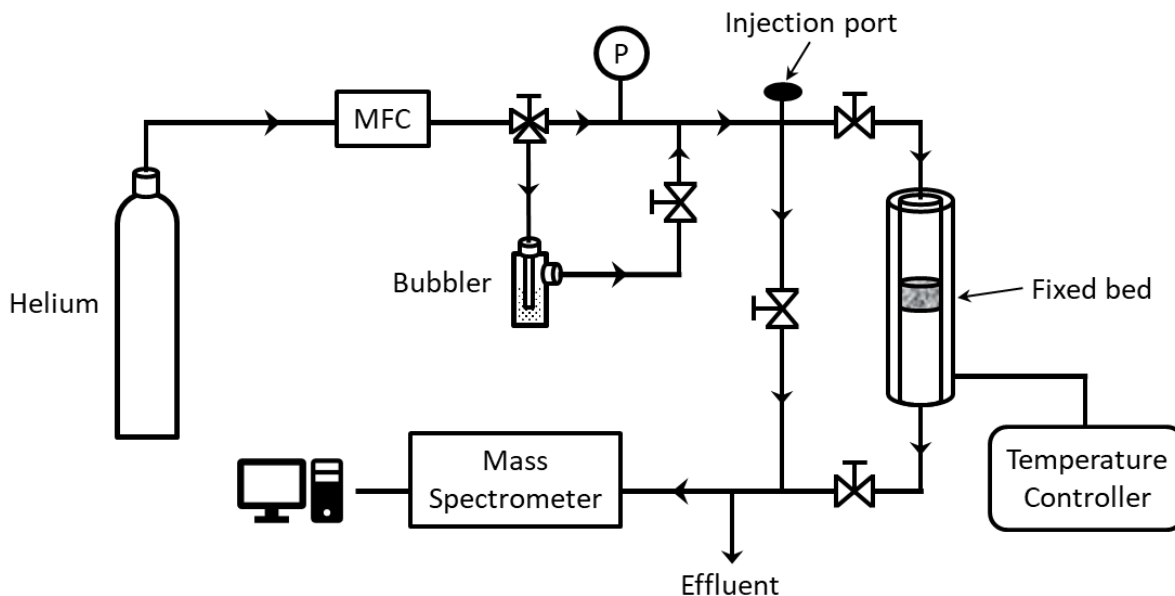 Injection port
P
MFC
Bubbler
Helium
Fixed bed
Mass
Spectrometer
Temperature
Controller
Effluent